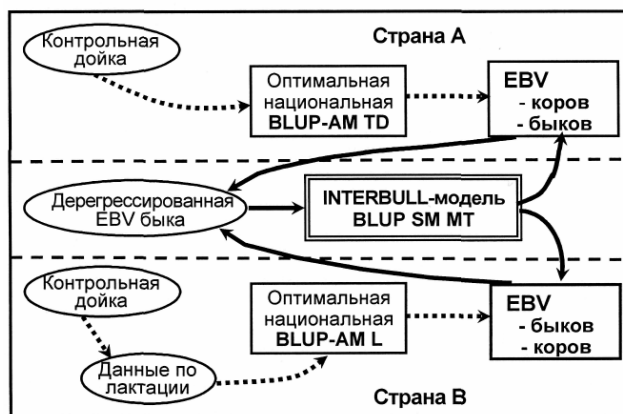 Страна А
Контрольная
дойка
Оптимальная
национальная
BLUP-AM TD
EBV
- коров
- быков
Дерегрессированная
EBV быка
INTERBULL-модель
BLUP SM MT
Контрольная
дойка
Данные по
лактации
Оптимальная
национальная
BLUP-AM L
EBV
- быков
- коров
Страна В